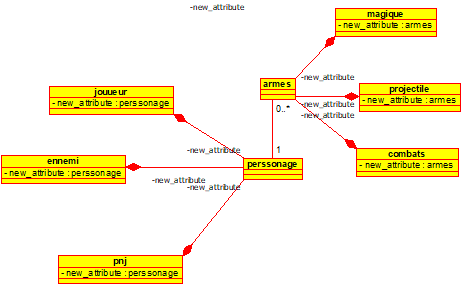 -new_attribute
magique
- new_attribute : armes
armes
-new_attribute
projectile
- new_attribute : armes
jouueur
- new_attribute : perssonage
0..*
-new_attribute
-new_attribute
1
combats
- new_attribute : armes
-new_attribute
ennemi
- new_attribute : perssonage
perssonage
-new_attribute
-new_attribute
pnj
- new_attribute : perssonage